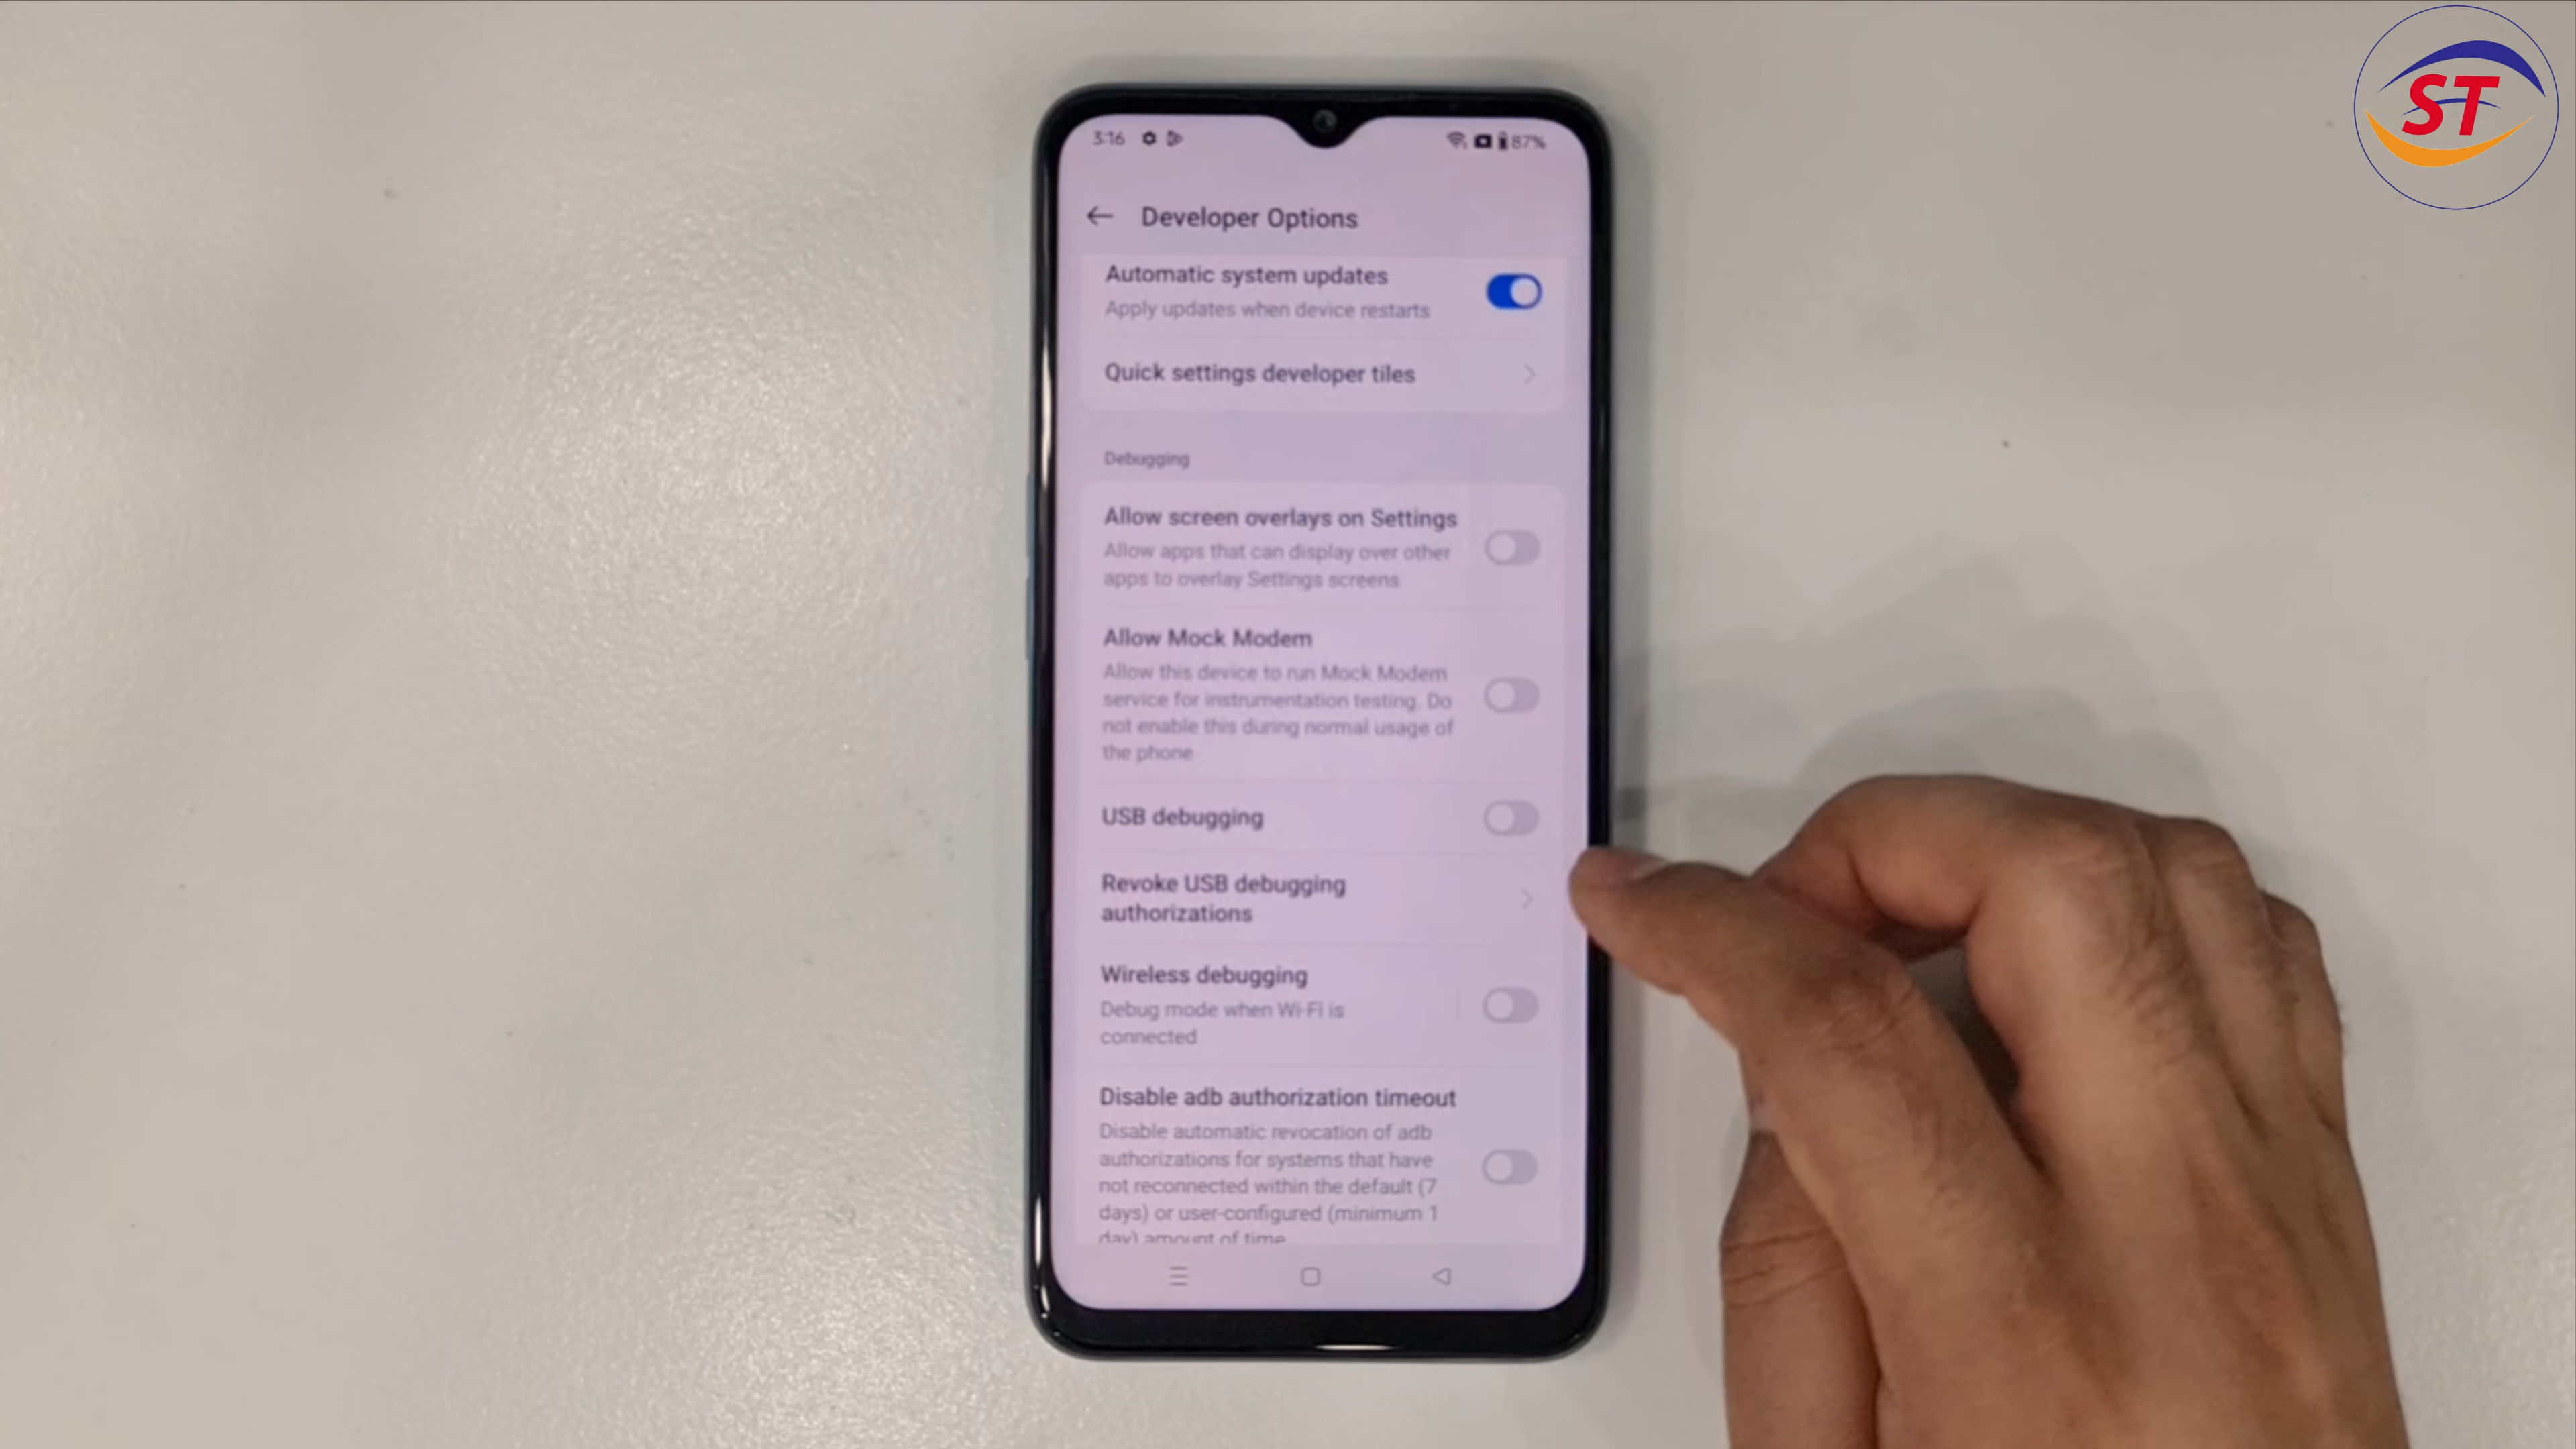 ST
3:16
87%
Developer Options
Automatic system updates
Apply updates when device restarts
Quick settings developer tiles
Debugging
Allow screen overlays on Settings
Allow apps that can display over other
apps to overlay Settings screens
Allow Mock Modem
Allow this device to run Mock Modem
service for instrumentation testing. Do
not enable this during normal usage of
the phone
USB debugging
Revoke USB debugging
authorizations
Wireless debugging
Debug mode when Wi-Fi is
connected
Disable adb authorization timeout
Disable automatic revocation of adb
authorizations for systems that have
not reconnected within the default (7
days) or user-configured (minimum 1
day) amount of time